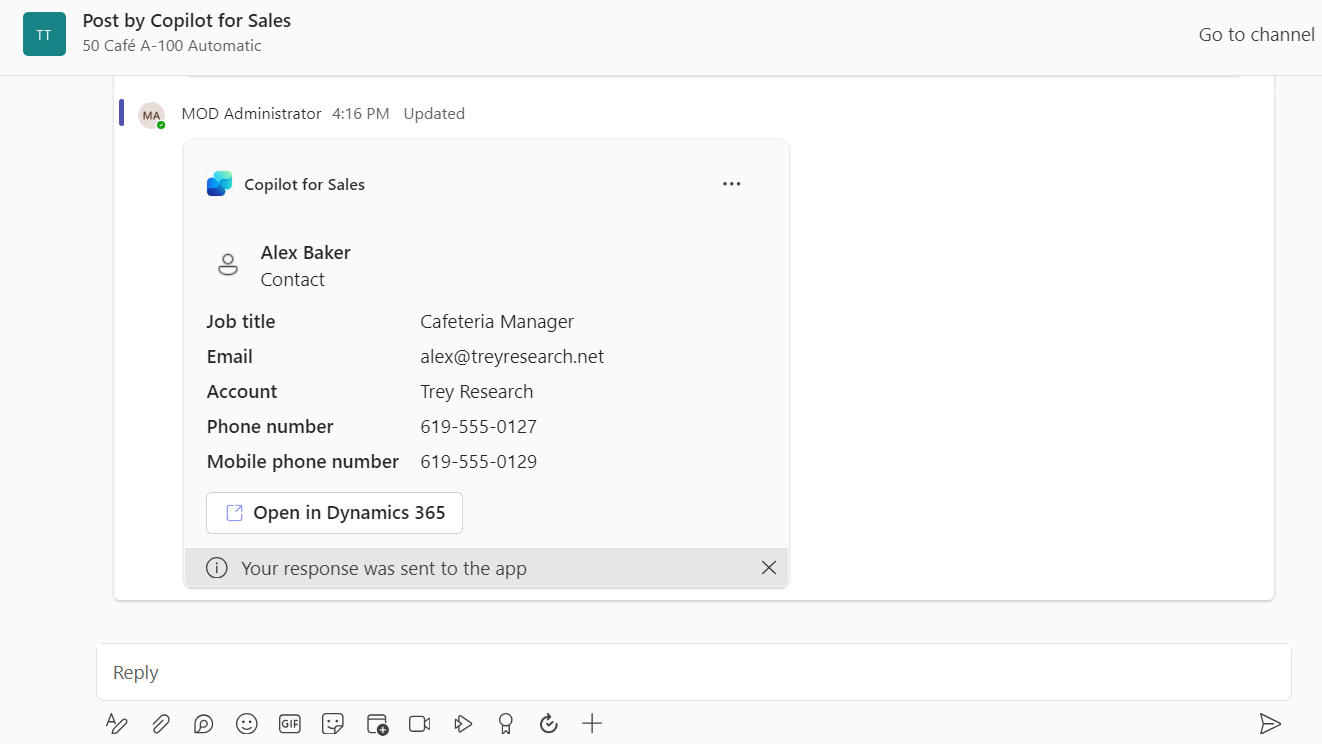 TT
Post by Copilot for Sales
50 Café A-100 Automatic
Go to channel
MA
MOD Administrator 4:16 PM Updated
Copilot for Sales
Alex Baker
Contact
Job title Cafeteria Manager
Email alex@treyresearch.net
Account Trey Research
Phone number 619-555-0127
Mobile phone number 619-555-0129
Open in Dynamics 365
Your response was sent to the app
Reply
GIF